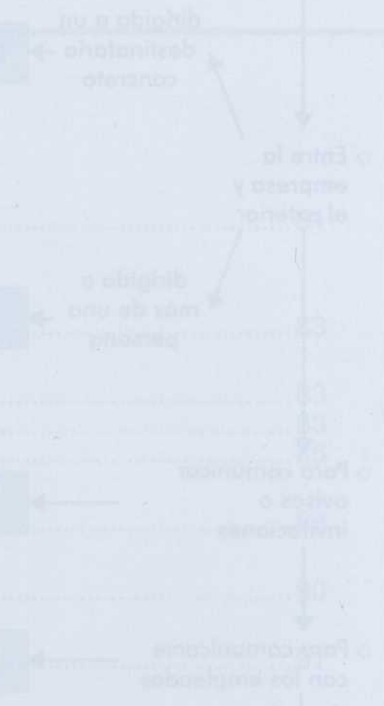 dirigido a un
destinatario
concreto
Entre la
empresa y
el exterior
dirigido a
más de una
persona
Para comunicar
avisos o
invitaciones
Para comunicarse
con los empleados